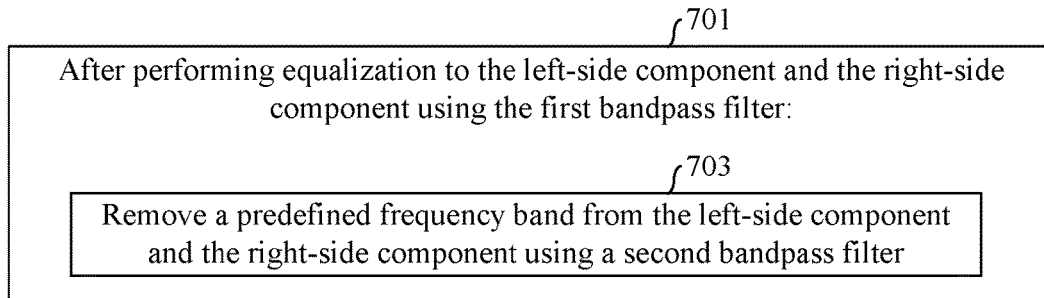 701
After performing equalization to the left-side component and the right-side
component using the first bandpass filter:
703
Remove a predefined frequency band from the left-side component
and the right-side component using a second bandpass filter